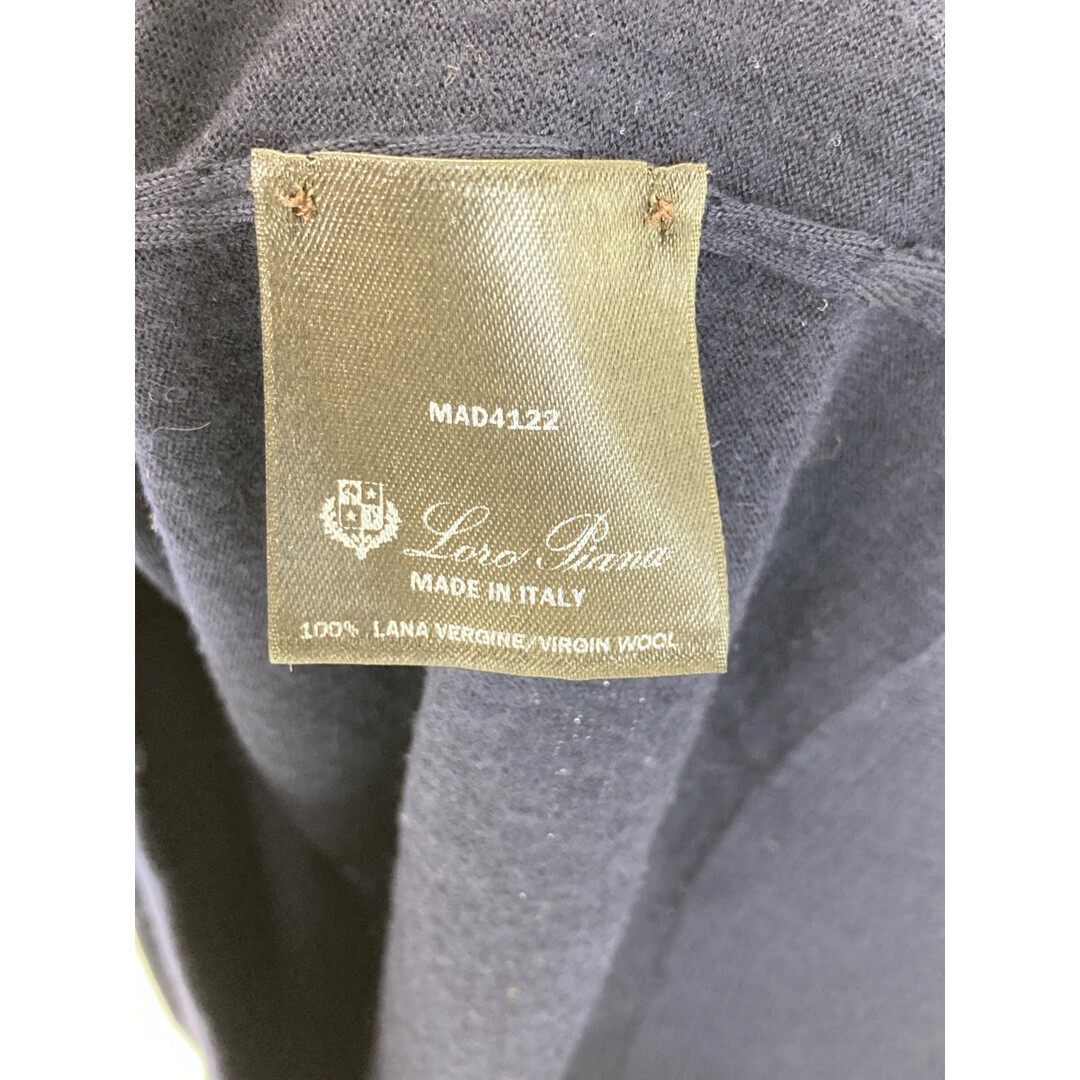 MAD4122
Loro Piana
MADE IN ITALY
100% LANA VERGINE/VIRGIN WOOL